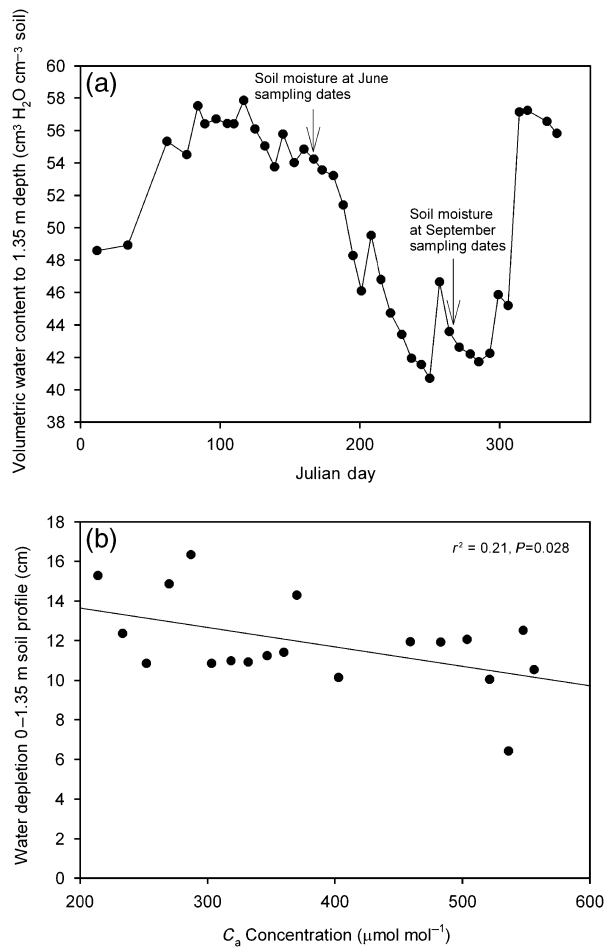 (a)
Soil moisture at June
sampling dates
Soil moisture
at September
sampling dates
Volumetric water content to 1.35 m depth (cm³ H₂O cm⁻³ soil)
60
58
56
54
52
50
48
46
44
42
40
38
0
100
200
300
Julian day
(b)
r² = 0.21, P=0.028
Water depletion 0–1.35 m soil profile (cm)
18
16
14
12
10
8
6
4
2
0
200
300
400
500
600
Cₐ Concentration (μmol mol⁻¹)